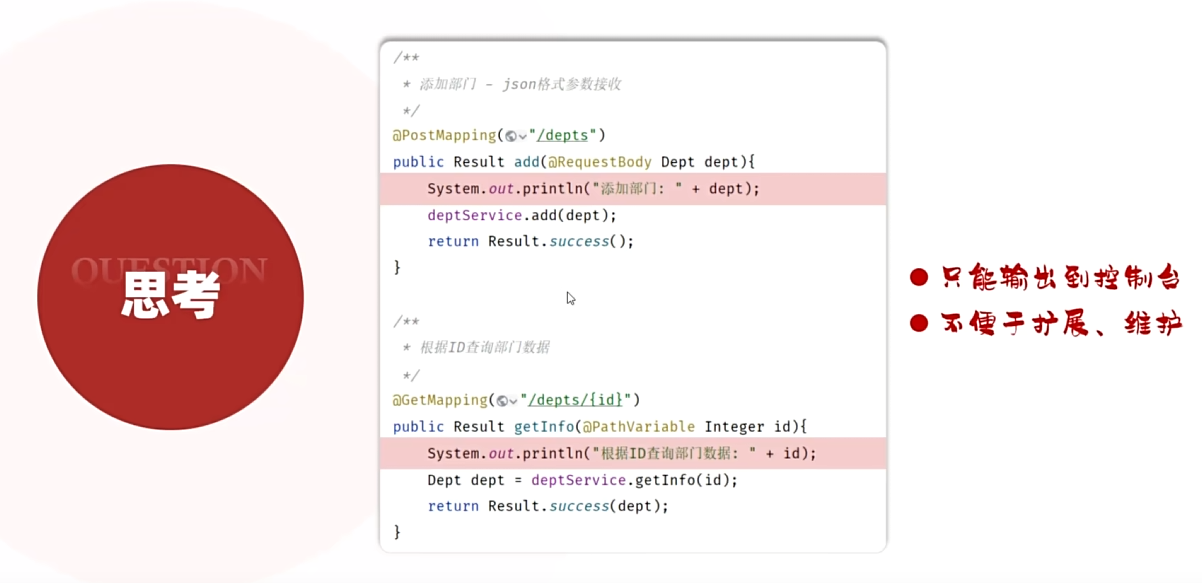 QUESTION
思考
/**
* 添加部门 - json格式参数接收
*/
@PostMapping("/depts")
public Result add(@RequestBody Dept dept){
System.out.println("添加部门: " + dept);
deptService.add(dept);
return Result.success();
}
/**
* 根据ID查询部门数据
*/
@GetMapping("/depts/{id}")
public Result getInfo(@PathVariable Integer id){
System.out.println("根据ID查询部门数据: " + id);
Dept dept = deptService.getInfo(id);
return Result.success(dept);
}
只能输出到控制台
不便于扩展、维护